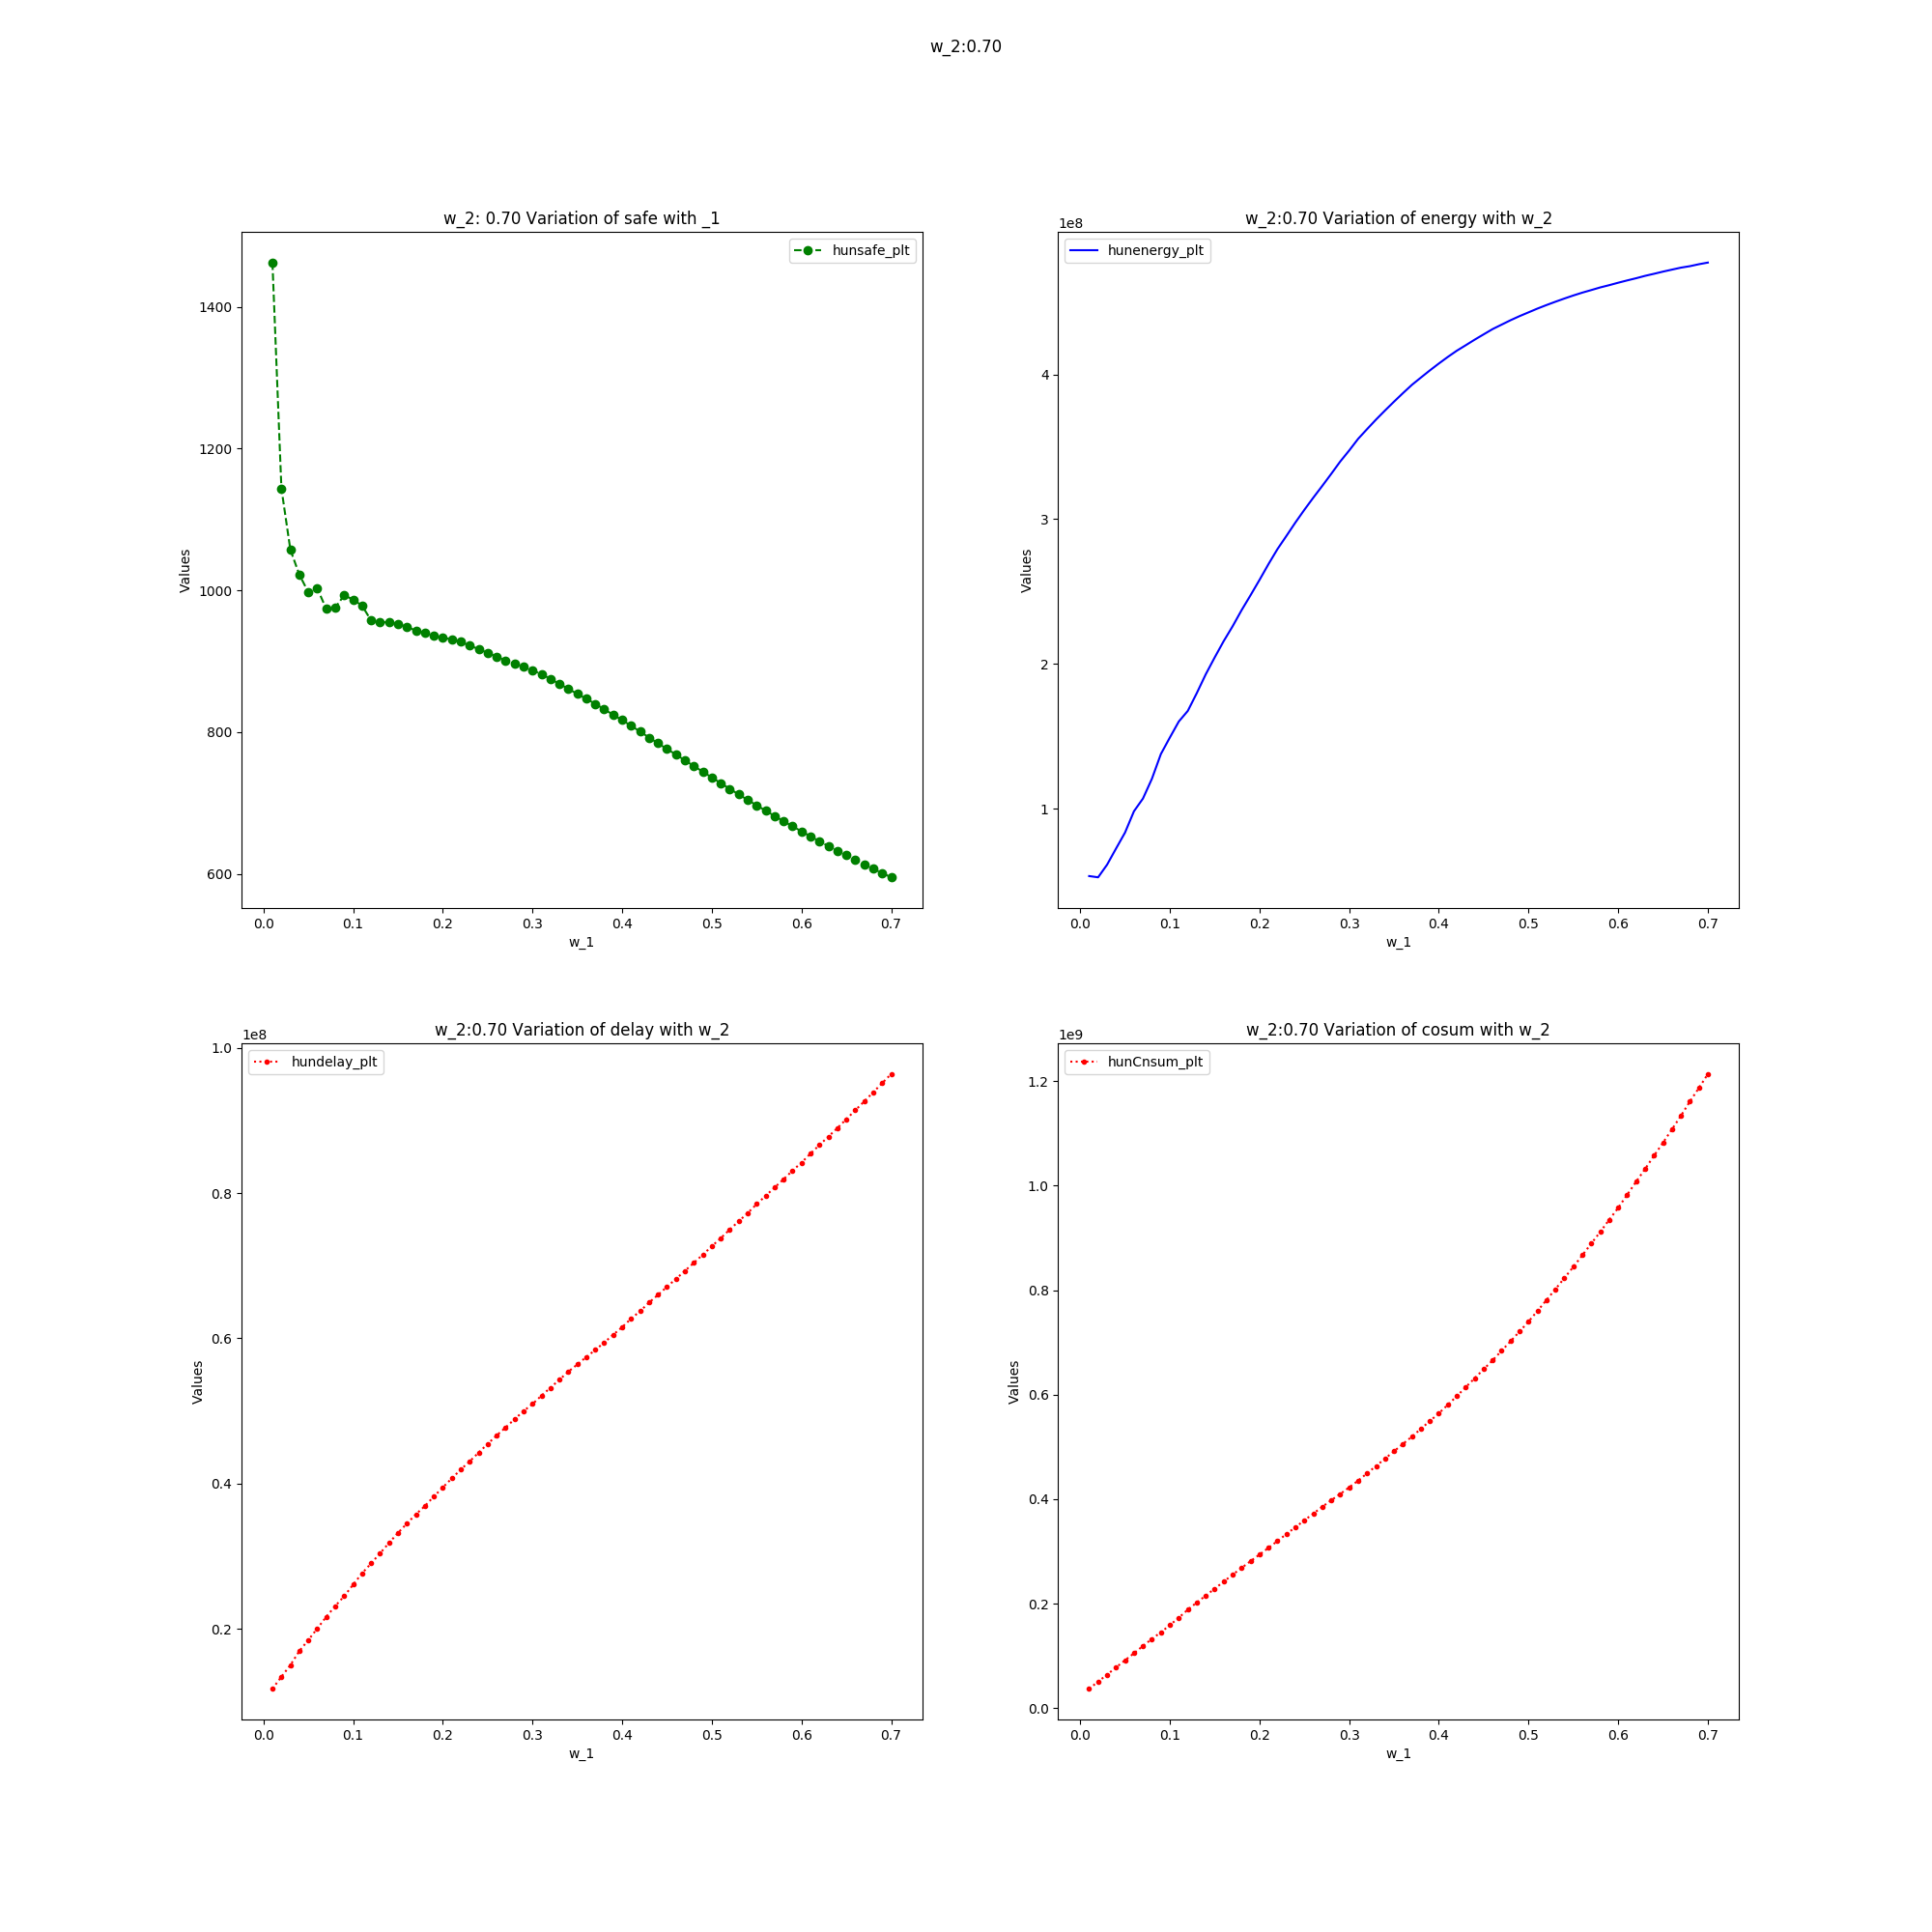 w_2:0.70
w_2: 0.70 Variation of safe with _1
hunsafe_plt
1400
1200
1000
800
600
Values
0.0 0.1 0.2 0.3 0.4 0.5 0.6 0.7
w_1
w_2:0.70 Variation of energy with w_2
1e8
hunenergy_plt
4
3
2
1
Values
0.0 0.1 0.2 0.3 0.4 0.5 0.6 0.7
w_1
w_2:0.70 Variation of delay with w_2
1e8
hundelay_plt
1.0
0.8
0.6
0.4
0.2
Values
0.0 0.1 0.2 0.3 0.4 0.5 0.6 0.7
w_1
w_2:0.70 Variation of cosum with w_2
1e9
hunCnsum_plt
1.2
1.0
0.8
0.6
0.4
0.2
0.0
Values
0.0 0.1 0.2 0.3 0.4 0.5 0.6 0.7
w_1